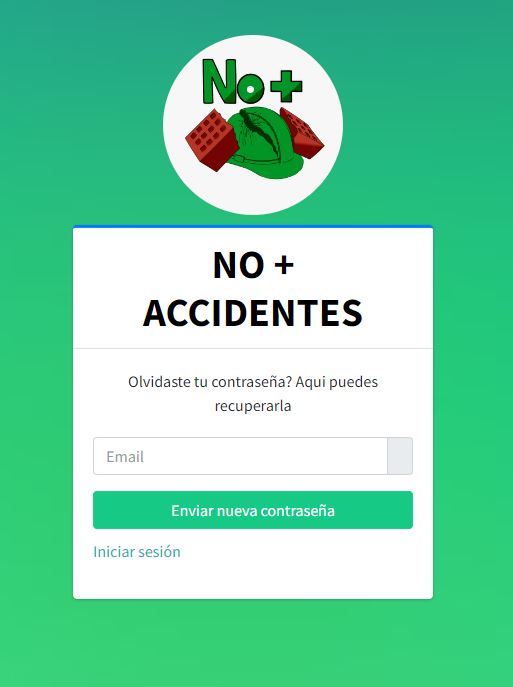 No+
NO +
ACCIDENTES
Olvidaste tu contraseña? Aqui puedes
recuperarla
Email
Enviar nueva contraseña
Iniciar sesión